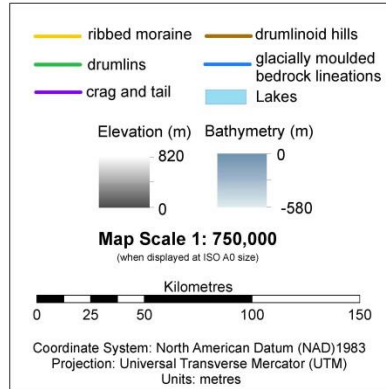 ribbed moraine
drumlinoid hills
drumlins
glacially moulded
bedrock lineations
crag and tail
Lakes
Elevation (m)
Bathymetry (m)
820
0
0
-580
Map Scale 1: 750,000
(when displayed at ISO A0 size)
Kilometres
0 25 50 100 150
Coordinate System: North American Datum (NAD)1983
Projection: Universal Transverse Mercator (UTM)
Units: metres